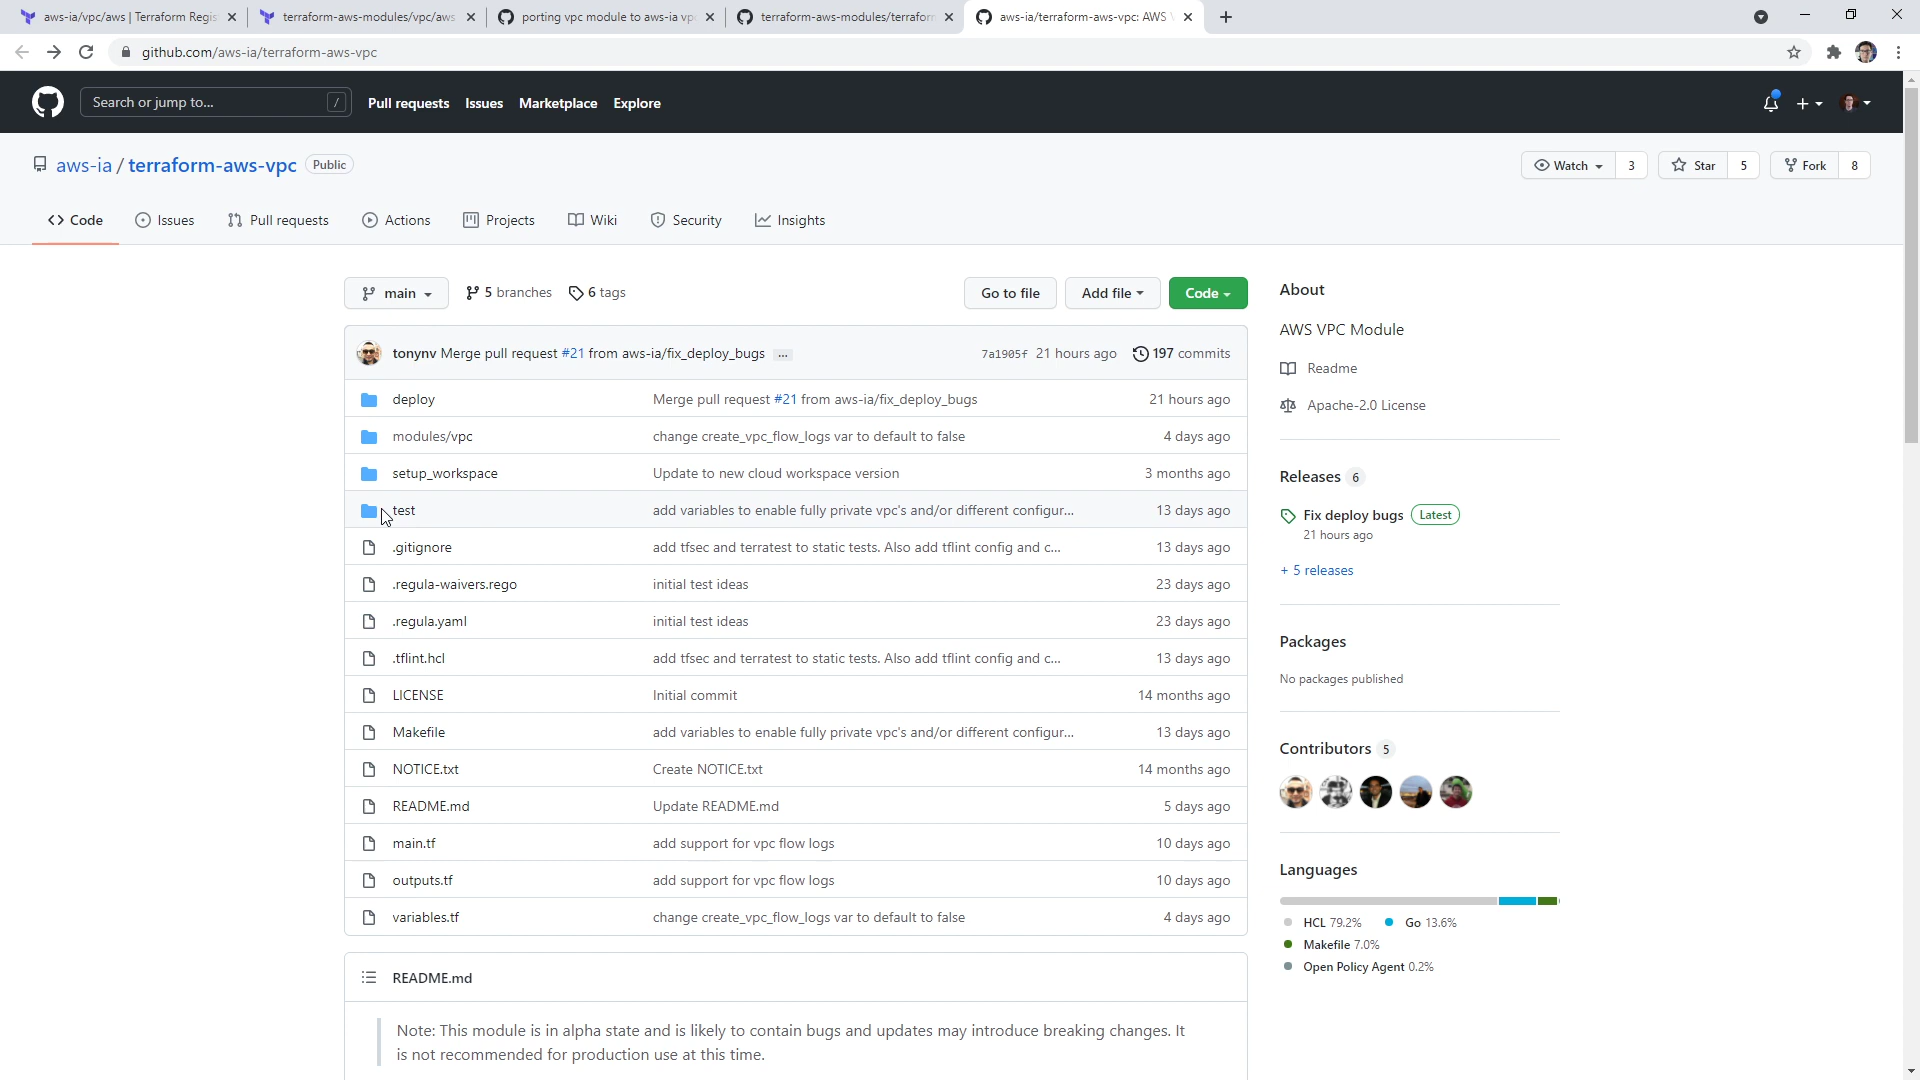 aws-ia/vpc/aws | Terraform Regis
terraform-aws-modules/vpc/aws
porting vpc module to aws-ia vp
terraform-aws-modules/terrafor
aws-ia/terraform-aws-vpc: AWS V
github.com/aws-ia/terraform-aws-vpc
Search or jump to... /
Pull requests Issues Marketplace Explore
aws-ia / terraform-aws-vpc Public
Watch 3 Star 5 Fork 8
Code Issues Pull requests Actions Projects Wiki Security Insights
main 5 branches 6 tags
Go to file Add file Code
tonynv Merge pull request #21 from aws-ia/fix_deploy_bugs ... 7a1905f 21 hours ago 197 commits
deploy Merge pull request #21 from aws-ia/fix_deploy_bugs 21 hours ago
modules/vpc change create_vpc_flow_logs var to default to false 4 days ago
setup_workspace Update to new cloud workspace version 3 months ago
test add variables to enable fully private vpc's and/or different configur... 13 days ago
.gitignore add tfsec and terratest to static tests. Also add tflint config and c... 13 days ago
.regula-waivers.rego initial test ideas 23 days ago
.regula.yaml initial test ideas 23 days ago
.tflint.hcl add tfsec and terratest to static tests. Also add tflint config and c... 13 days ago
LICENSE Initial commit 14 months ago
Makefile add variables to enable fully private vpc's and/or different configur... 13 days ago
NOTICE.txt Create NOTICE.txt 14 months ago
README.md Update README.md 5 days ago
main.tf add support for vpc flow logs 10 days ago
outputs.tf add support for vpc flow logs 10 days ago
variables.tf change create_vpc_flow_logs var to default to false 4 days ago
README.md
Note: This module is in alpha state and is likely to contain bugs and updates may introduce breaking changes. It
is not recommended for production use at this time.
About
AWS VPC Module
Readme
Apache-2.0 License
Releases 6
Fix deploy bugs Latest
21 hours ago
+ 5 releases
Packages
No packages published
Contributors 5
Languages
HCL 79.2% Go 13.6%
Makefile 7.0%
Open Policy Agent 0.2%